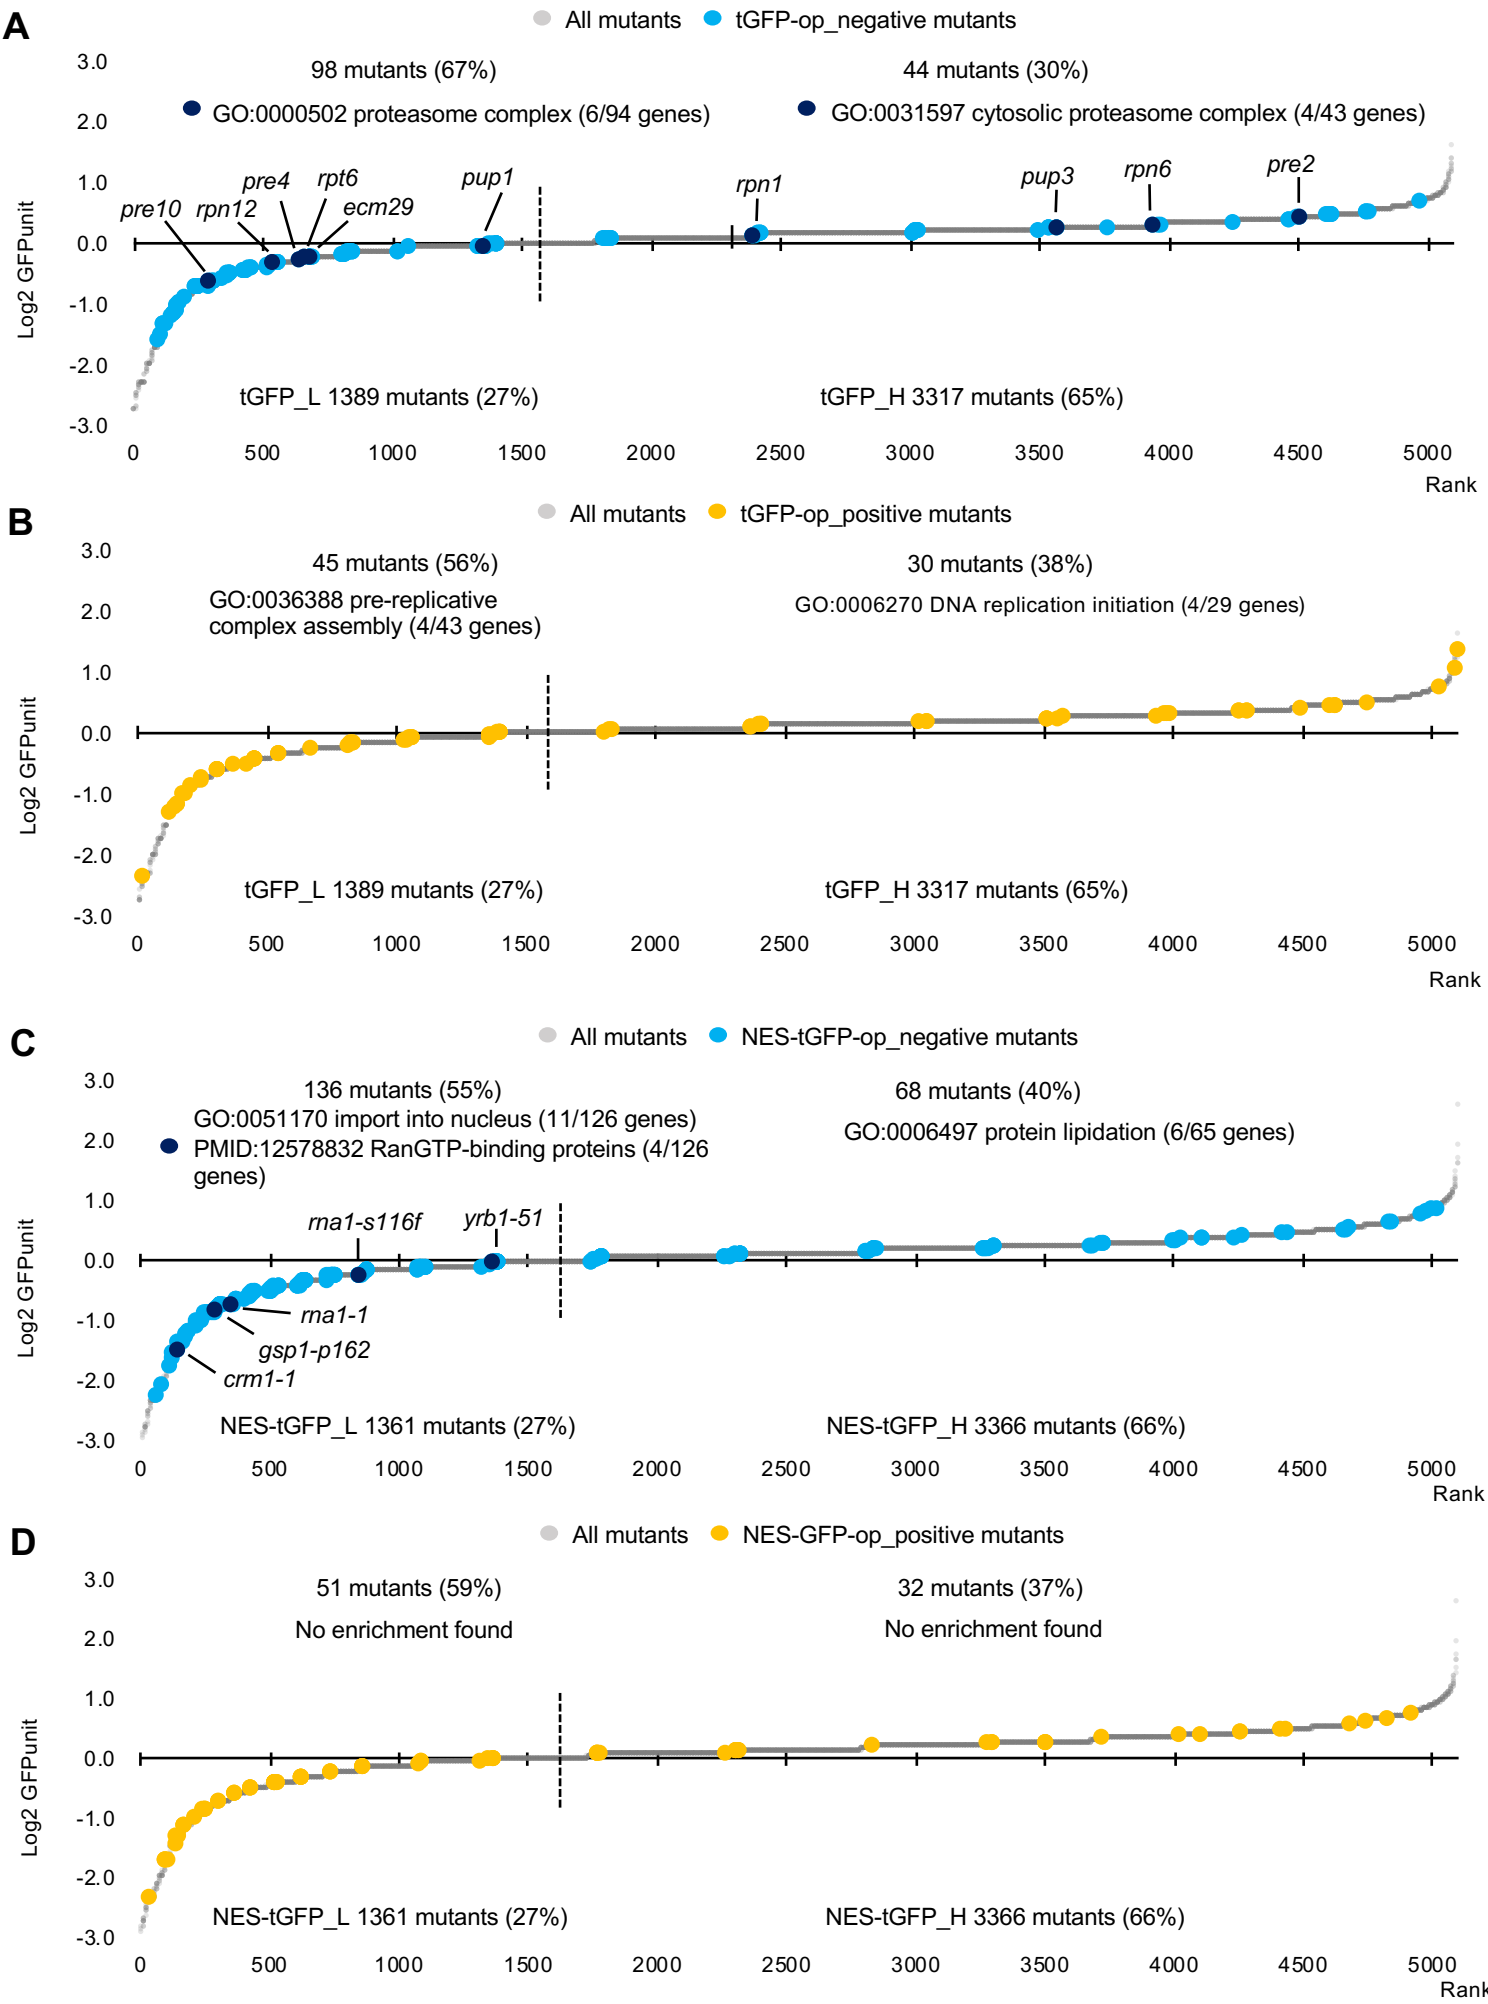 A
All mutants tGFP-op_negative mutants
98 mutants (67%) 44 mutants (30%)
GO:0000502 proteasome complex (6/94 genes) GO:0031597 cytosolic proteasome complex (4/43 genes)
pre10 rpn12 pre4 rpt6 ecm29 pup1 rpn1 pup3 rpn6 pre2
Log2 GFPunit
3.0
2.0
1.0
0.0
-1.0
-2.0
-3.0
tGFP_L 1389 mutants (27%) tGFP_H 3317 mutants (65%)
0 500 1000 1500 2000 2500 3000 3500 4000 4500 5000
Rank
B
All mutants tGFP-op_positive mutants
45 mutants (56%) 30 mutants (38%)
GO:0036388 pre-replicative
complex assembly (4/43 genes)
GO:0006270 DNA replication initiation (4/29 genes)
Log2 GFPunit
3.0
2.0
1.0
0.0
-1.0
-2.0
-3.0
tGFP_L 1389 mutants (27%) tGFP_H 3317 mutants (65%)
0 500 1000 1500 2000 2500 3000 3500 4000 4500 5000
Rank
C
All mutants NES-tGFP-op_negative mutants
136 mutants (55%) 68 mutants (40%)
GO:0051170 import into nucleus (11/126 genes)
PMID:12578832 RanGTP-binding proteins (4/126
genes)
GO:0006497 protein lipidation (6/65 genes)
rna1-s116f yrb1-51
rna1-1
gsp1-p162
crm1-1
Log2 GFPunit
3.0
2.0
1.0
0.0
-1.0
-2.0
-3.0
NES-tGFP_L 1361 mutants (27%) NES-tGFP_H 3366 mutants (66%)
0 500 1000 1500 2000 2500 3000 3500 4000 4500 5000
Rank
D
All mutants NES-GFP-op_positive mutants
51 mutants (59%) 32 mutants (37%)
No enrichment found No enrichment found
Log2 GFPunit
3.0
2.0
1.0
0.0
-1.0
-2.0
-3.0
NES-tGFP_L 1361 mutants (27%) NES-tGFP_H 3366 mutants (66%)
0 500 1000 1500 2000 2500 3000 3500 4000 4500 5000
Rank